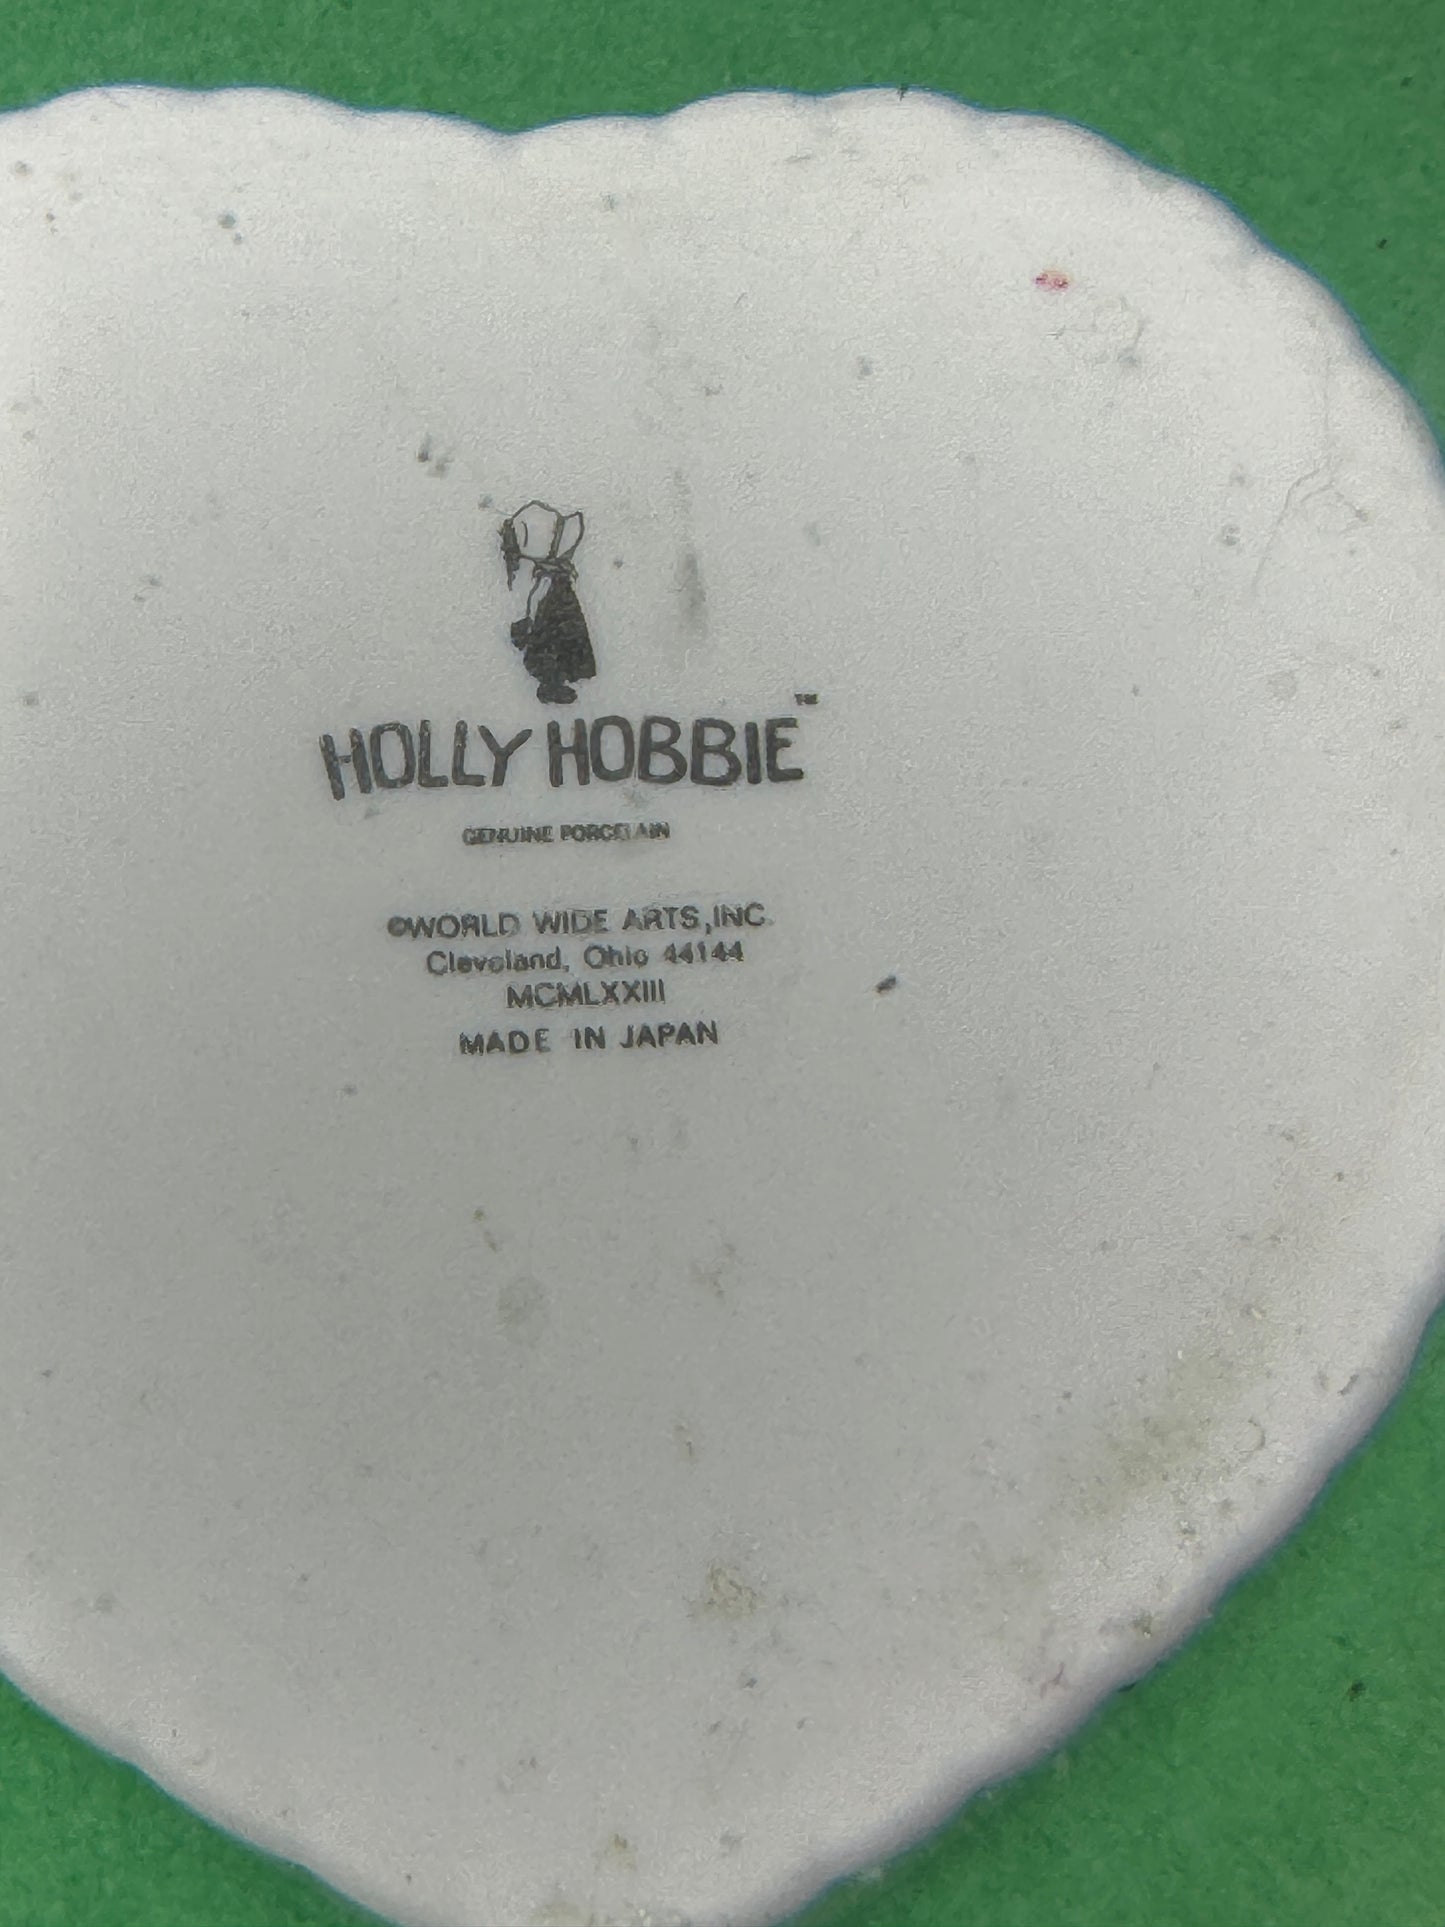 HOLLY HOBBIE™
GENUINE PORCELAIN
©WORLD WIDE ARTS, INC.
Cleveland, Ohio 44144
MCMLXXIII
MADE IN JAPAN